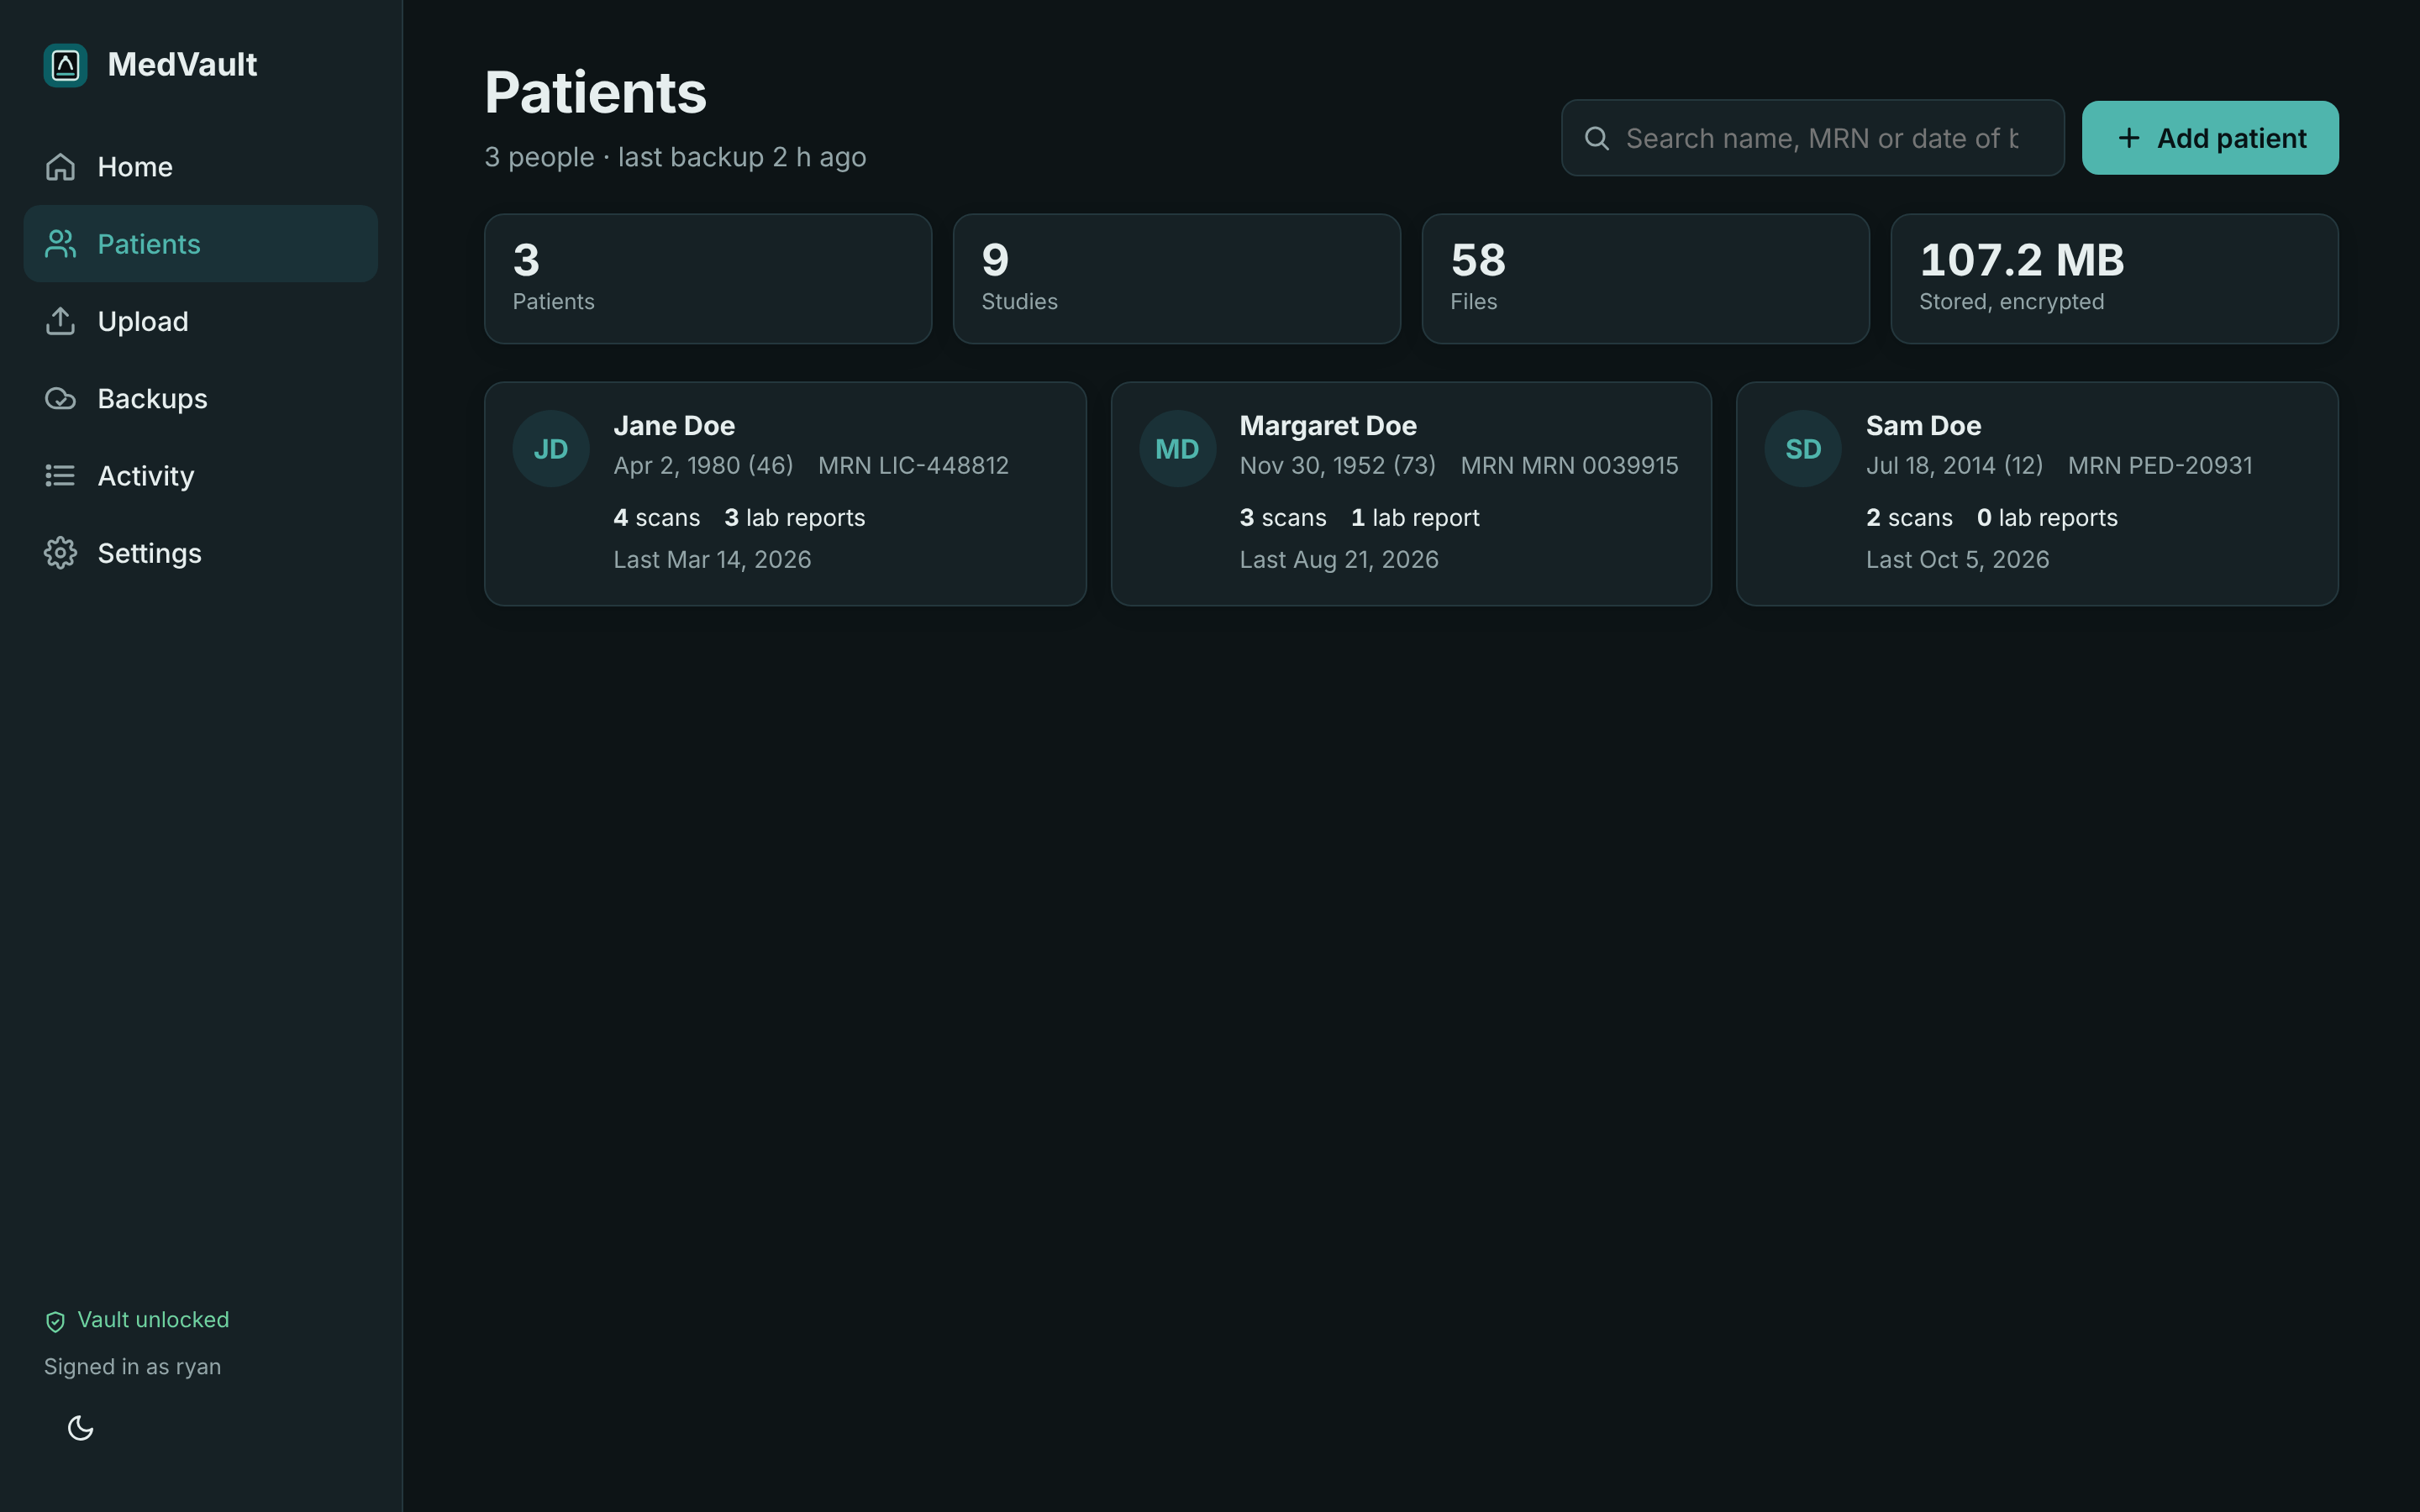 MedVault
Home
Patients
Upload
Backups
Activity
Settings
Vault unlocked
Signed in as ryan
Patients
3 people · last backup 2 h ago
Search name, MRN or date of b
Add patient
3
Patients
9
Studies
58
Files
107.2 MB
Stored, encrypted
JD
Jane Doe
Apr 2, 1980 (46) MRN LIC-448812
4 scans 3 lab reports
Last Mar 14, 2026
MD
Margaret Doe
Nov 30, 1952 (73) MRN MRN 0039915
3 scans 1 lab report
Last Aug 21, 2026
SD
Sam Doe
Jul 18, 2014 (12) MRN PED-20931
2 scans 0 lab reports
Last Oct 5, 2026